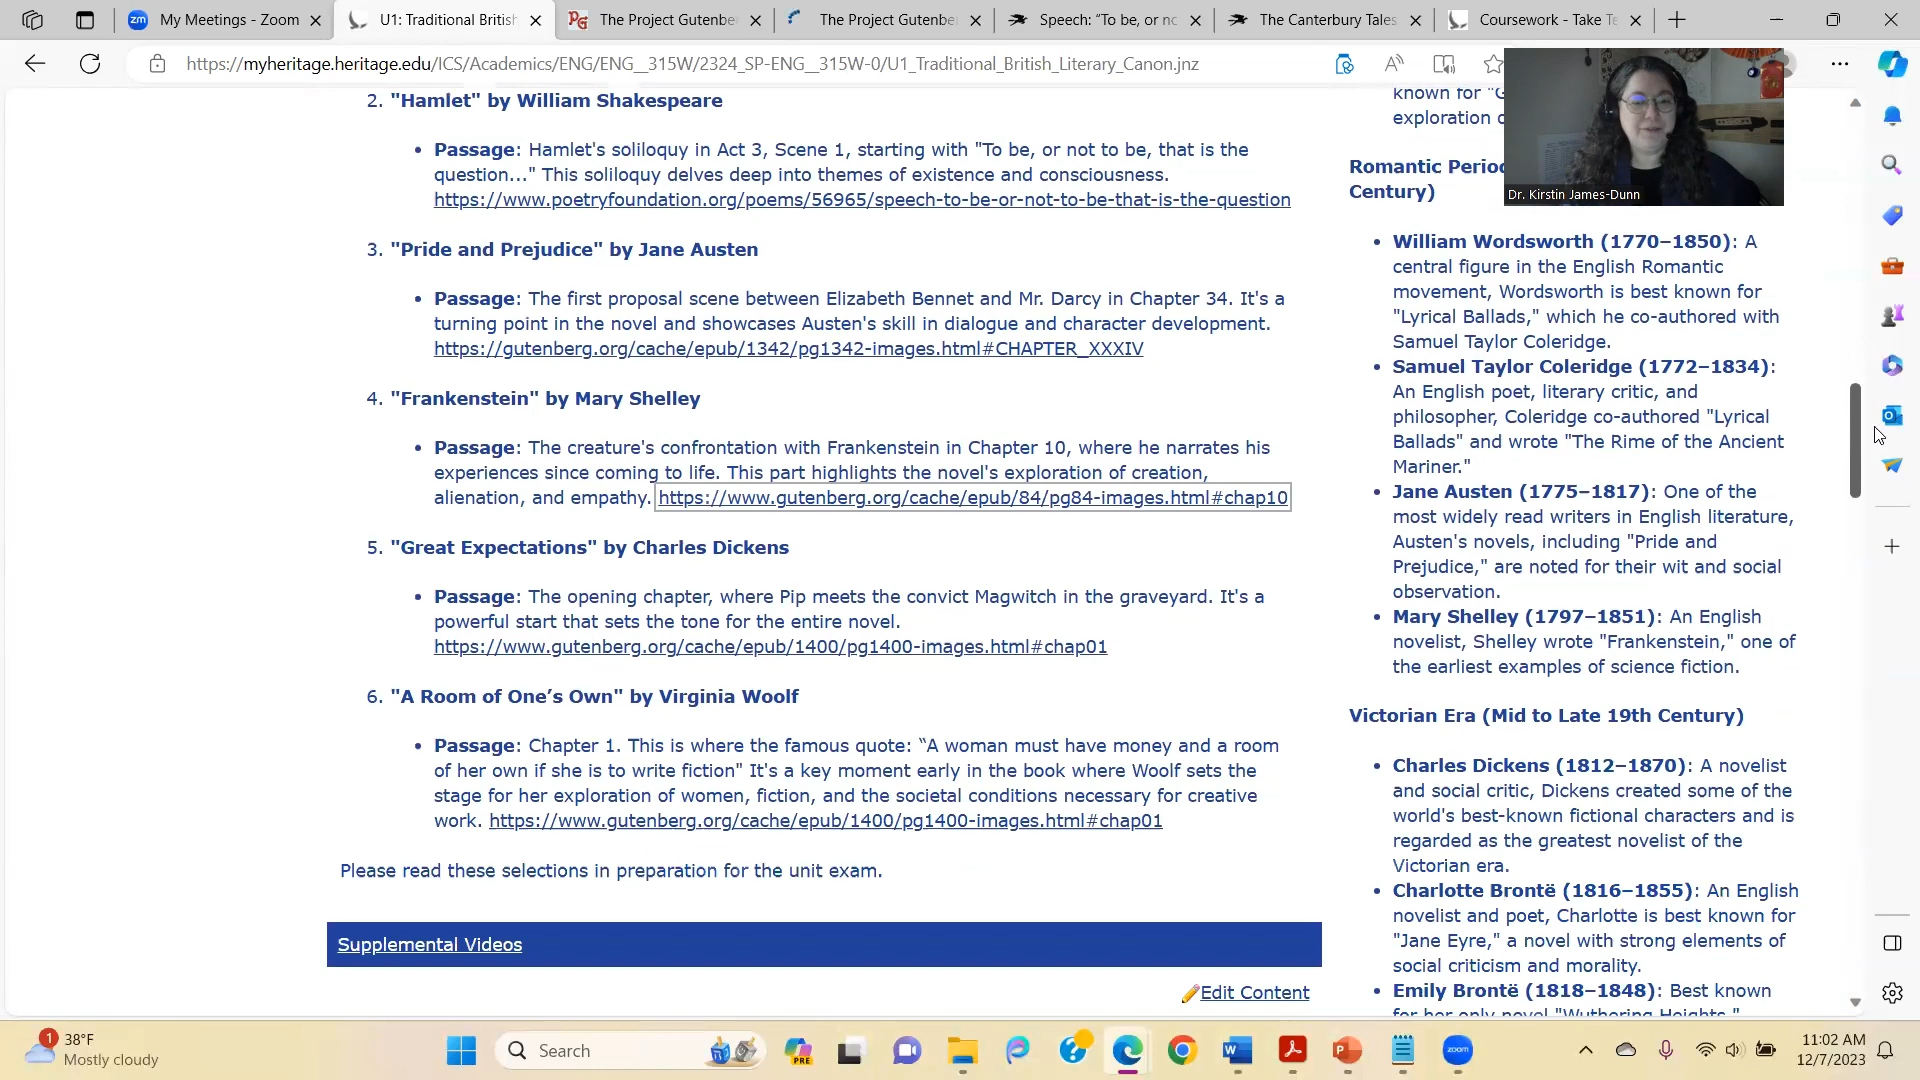 My Meetings - Zoom
U1: Traditional British
The Project Gutenbe
The Project Gutenbe
Speech: “To be, or no
The Canterbury Tales
Coursework - Take Te
https://myheritage.heritage.edu/ICS/Academics/ENG/ENG__315W/2324_SP-ENG__315W-0/U1_Traditional_British_Literary_Canon.jnz
2. "Hamlet" by William Shakespeare
• Passage: Hamlet's soliloquy in Act 3, Scene 1, starting with "To be, or not to be, that is the
question..." This soliloquy delves deep into themes of existence and consciousness.
https://www.poetryfoundation.org/poems/56965/speech-to-be-or-not-to-be-that-is-the-question
3. "Pride and Prejudice" by Jane Austen
• Passage: The first proposal scene between Elizabeth Bennet and Mr. Darcy in Chapter 34. It's a
turning point in the novel and showcases Austen's skill in dialogue and character development.
https://gutenberg.org/cache/epub/1342/pg1342-images.html#CHAPTER_XXXIV
4. "Frankenstein" by Mary Shelley
• Passage: The creature's confrontation with Frankenstein in Chapter 10, where he narrates his
experiences since coming to life. This part highlights the novel's exploration of creation,
alienation, and empathy. https://www.gutenberg.org/cache/epub/84/pg84-images.html#chap10
5. "Great Expectations" by Charles Dickens
• Passage: The opening chapter, where Pip meets the convict Magwitch in the graveyard. It's a
powerful start that sets the tone for the entire novel.
https://www.gutenberg.org/cache/epub/1400/pg1400-images.html#chap01
6. "A Room of One’s Own" by Virginia Woolf
• Passage: Chapter 1. This is where the famous quote: “A woman must have money and a room
of her own if she is to write fiction" It's a key moment early in the book where Woolf sets the
stage for her exploration of women, fiction, and the societal conditions necessary for creative
work. https://www.gutenberg.org/cache/epub/1400/pg1400-images.html#chap01
Please read these selections in preparation for the unit exam.
Supplemental Videos
Edit Content
known for "G
exploration o
Dr. Kirstin James-Dunn
Romantic Period
Century)
• William Wordsworth (1770–1850): A
central figure in the English Romantic
movement, Wordsworth is best known for
"Lyrical Ballads," which he co-authored with
Samuel Taylor Coleridge.
• Samuel Taylor Coleridge (1772–1834):
An English poet, literary critic, and
philosopher, Coleridge co-authored "Lyrical
Ballads" and wrote "The Rime of the Ancient
Mariner."
• Jane Austen (1775–1817): One of the
most widely read writers in English literature,
Austen's novels, including "Pride and
Prejudice," are noted for their wit and social
observation.
• Mary Shelley (1797–1851): An English
novelist, Shelley wrote "Frankenstein," one of
the earliest examples of science fiction.
Victorian Era (Mid to Late 19th Century)
• Charles Dickens (1812–1870): A novelist
and social critic, Dickens created some of the
world's best-known fictional characters and is
regarded as the greatest novelist of the
Victorian era.
• Charlotte Brontë (1816–1855): An English
novelist and poet, Charlotte is best known for
"Jane Eyre," a novel with strong elements of
social criticism and morality.
• Emily Brontë (1818–1848): Best known
for her only novel "Wuthering Heights,"
1
38°F
Mostly cloudy
Search
PRE
zoom
11:02 AM
12/7/2023